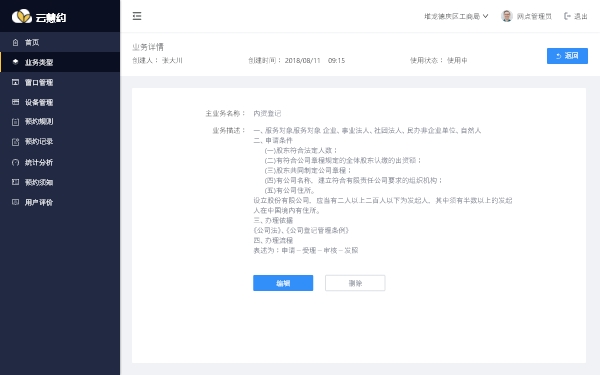 云慧约
堆龙德庆区工商局
网点管理员
退出
首页
业务类型
窗口管理
设备管理
预约规则
预约记录
统计分析
预约须知
用户评价
业务详情
创建人： 张大川
创建时间： 2018/08/11 09:15
使用状态： 使用中
返回
主业务名称： 内资登记
业务描述： 一、服务对象服务对象 企业、事业法人、社团法人、民办非企业单位、自然人
二、申请条件
(一)股东符合法定人数；
(二)有符合公司章程规定的全体股东认缴的出资额；
(三)股东共同制定公司章程；
(四)有公司名称，建立符合有限责任公司要求的组织机构；
(五)有公司住所。
设立股份有限公司，应当有二人以上二百人以下为发起人，其中须有半数以上的发起
人在中国境内有住所。
三、办理依据
《公司法》、《公司登记管理条例》
四、办理流程
表述为：申请－受理－审核－发照
编辑
删除